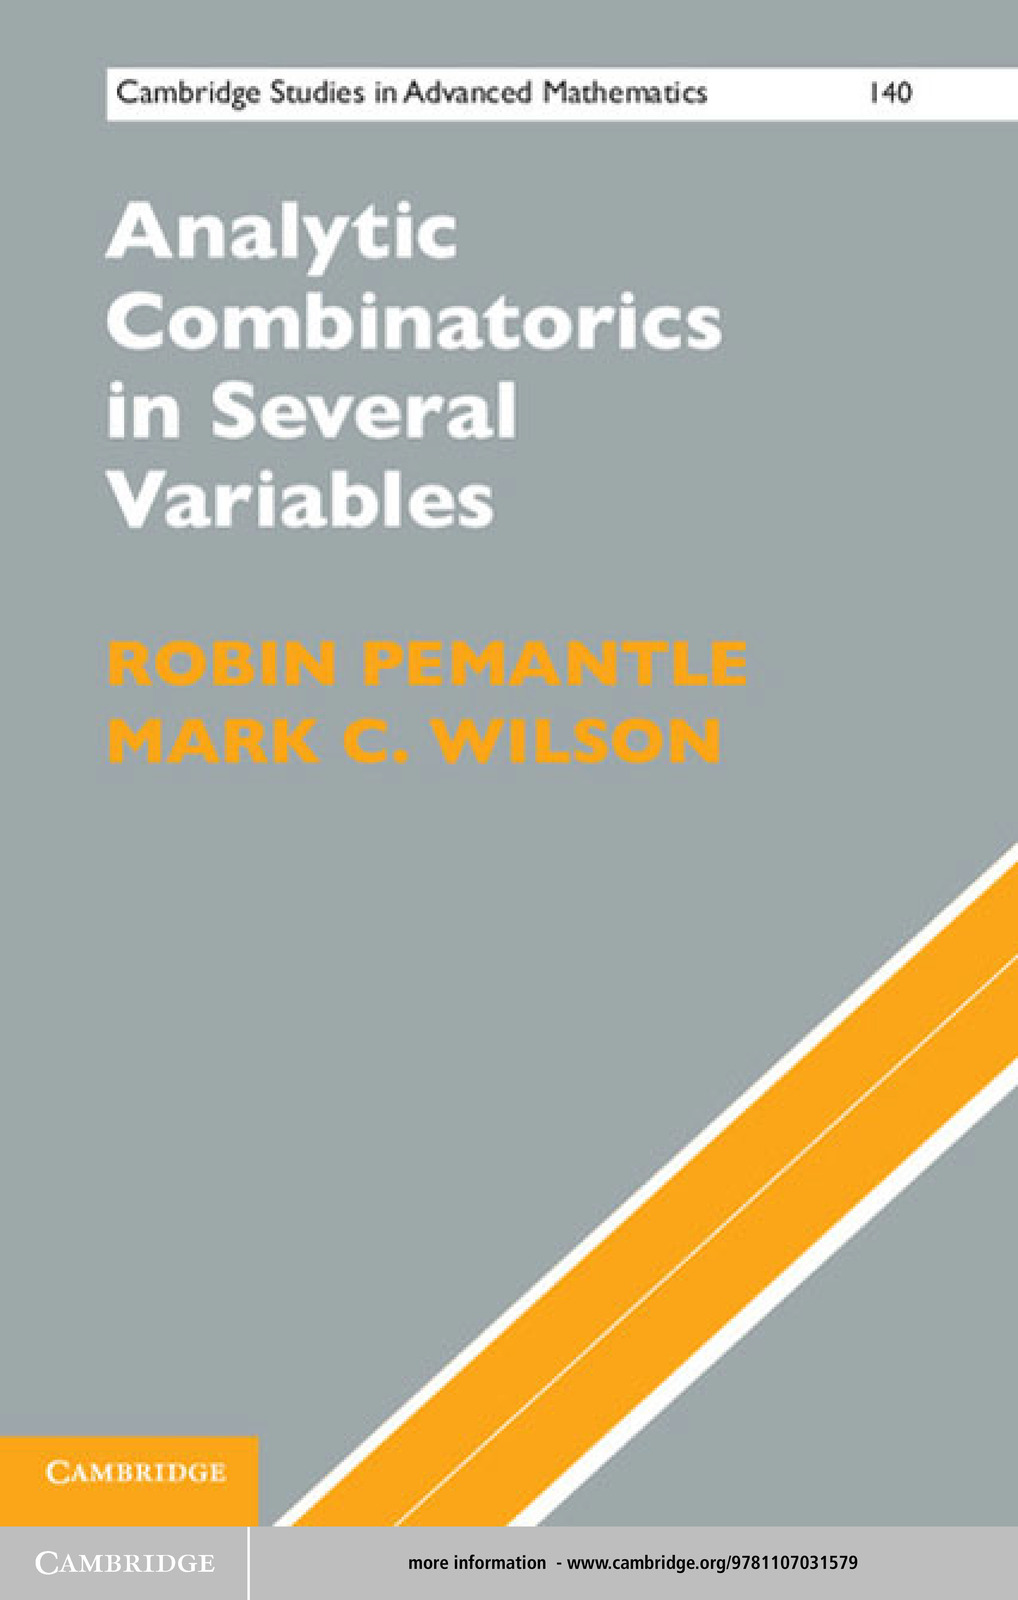 Cambridge Studies in Advanced Mathematics 140
Analytic
Combinatorics
in Several
Variables
ROBIN PEMANTLE
MARK C. WILSON
CAMBRIDGE
CAMBRIDGE
more information - www.cambridge.org/9781107031579